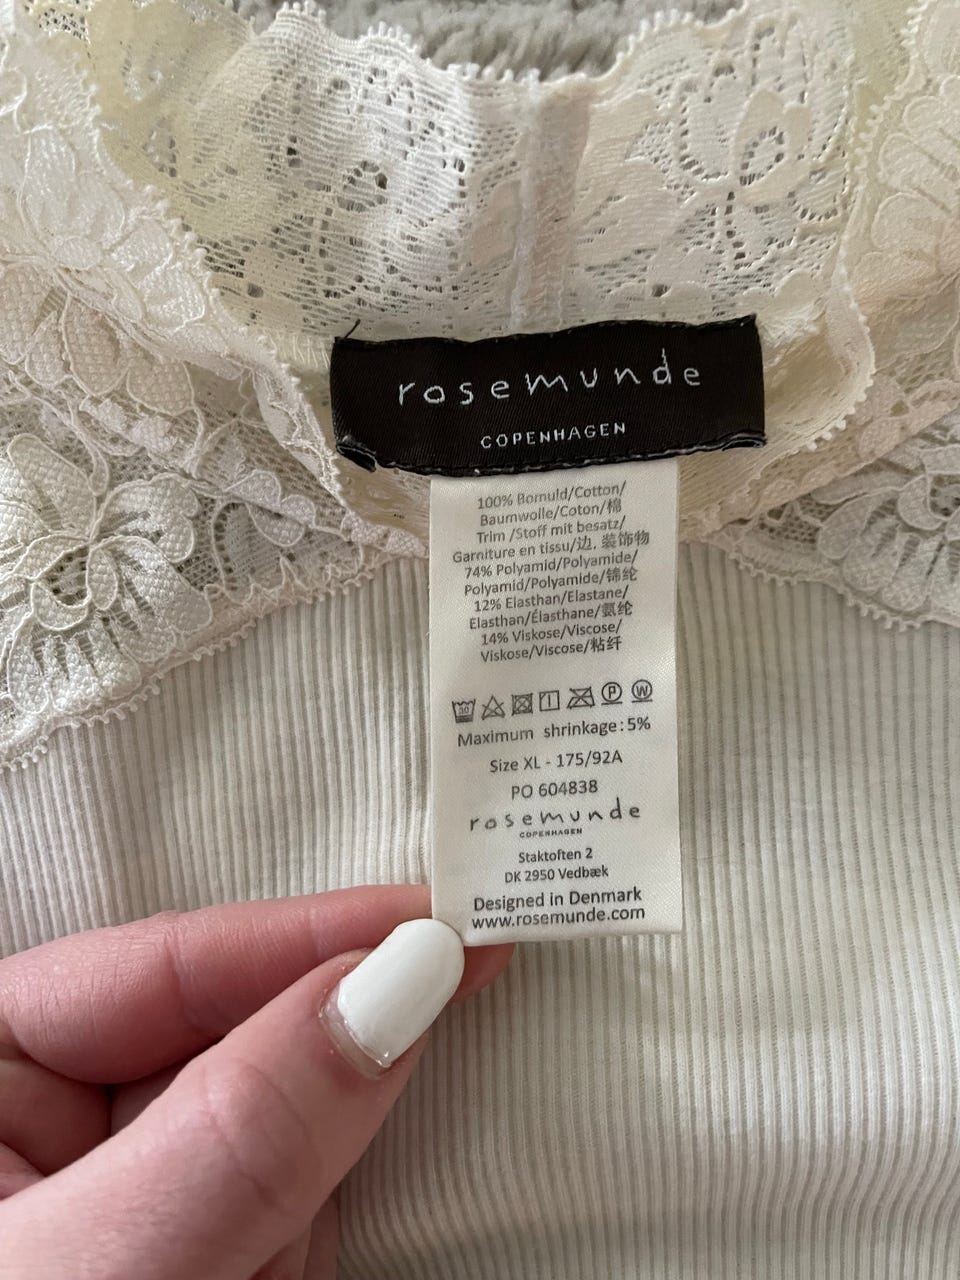 rosemunde
COPENHAGEN
100% Bomuld/Cotton/
Baumwolle/Coton/棉
Trim /Stoff mit besatz/
Garniture en tissu/边, 装饰物
74% Polyamid/Polyamide/
Polyamid/Polyamide/锦纶
12% Elasthan/Elastane/
Elasthan/Élasthane/氨纶
14% Viskose/Viscose/
Viskose/Viscose/粘纤
30 P W
Maximum shrinkage:5%
Size XL - 175/92A
PO 604838
rosemunde
COPENHAGEN
Staktoften 2
DK 2950 Vedbæk
Designed in Denmark
www.rosemunde.com